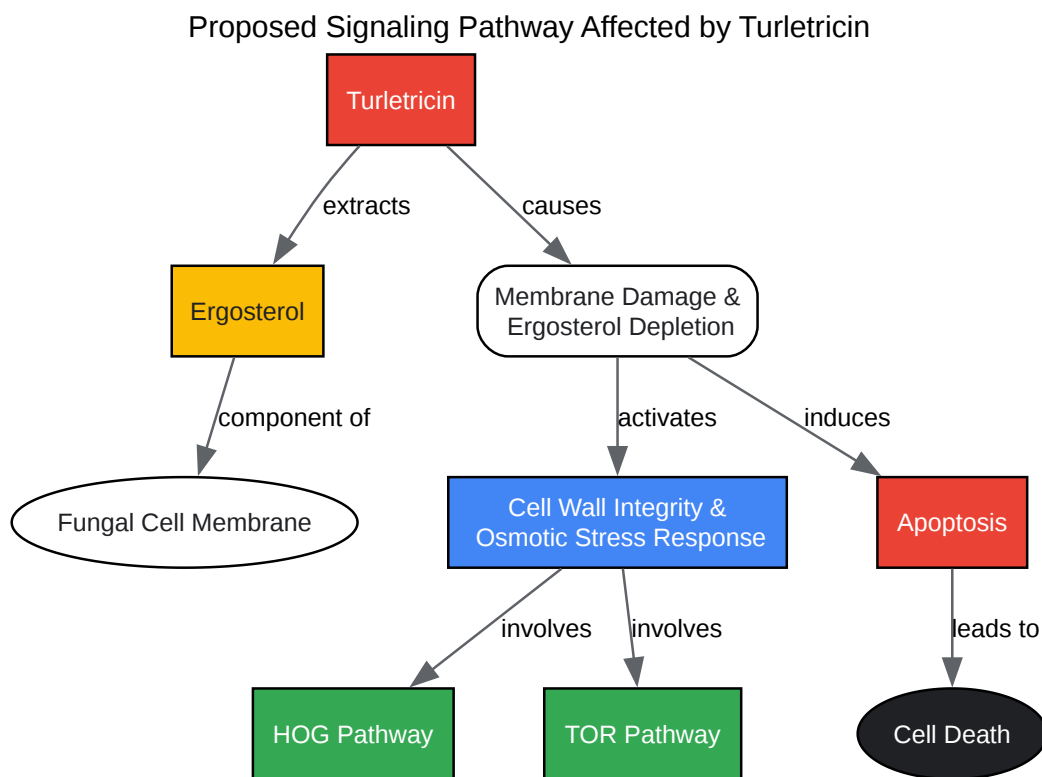 Proposed Signaling Pathway Affected by Turletricin
Turletricin
extracts
causes
Ergosterol
Membrane Damage &
Ergosterol Depletion
component of
activates
induces
Fungal Cell Membrane
Cell Wall Integrity &
Osmotic Stress Response
Apoptosis
involves
involves
leads to
HOG Pathway
TOR Pathway
Cell Death